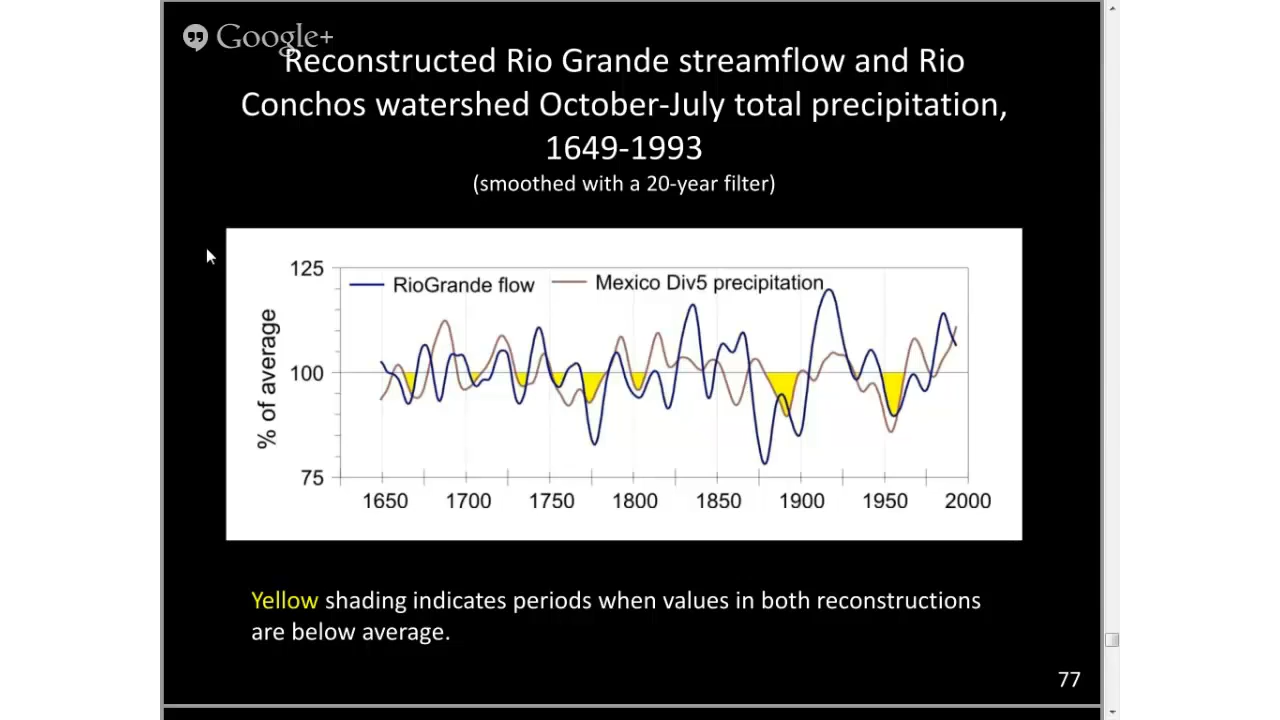 Google+
Reconstructed Rio Grande streamflow and Rio
Conchos watershed October-July total precipitation,
1649-1993
(smoothed with a 20-year filter)
125
RioGrande flow
Mexico Div5 precipitation
% of average
100
75
1650 1700 1750 1800 1850 1900 1950 2000
Yellow shading indicates periods when values in both reconstructions
are below average.
77